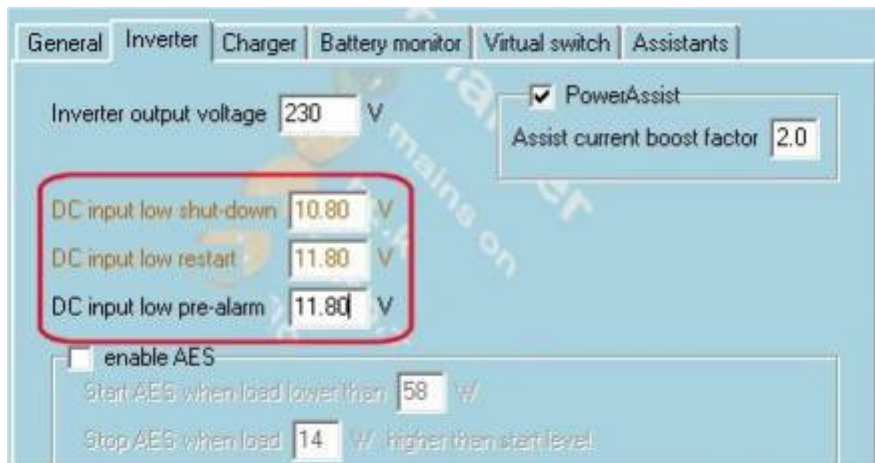 General Inverter Charger Battery monitor Virtual switch Assistants
PowerAssist
Inverter output voltage 230 V
Assist current boost factor 2.0
DC input low shut-down 10.80 V
DC input low restart 11.80 V
DC input low pre-alarm 11.80 V
enable AES
Start AES when load lower than 58 W
Stop AES when load 14 W higher than start level
mains on